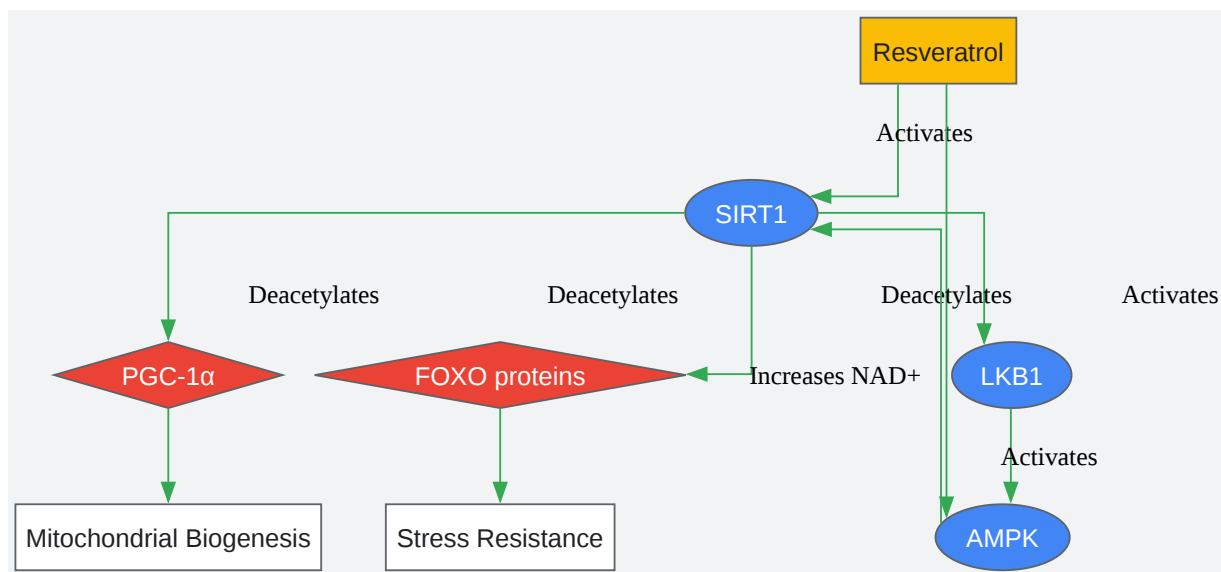 Resveratrol
Activates
SIRT1
Deacetylates
Deacetylates
Deacetylates
Activates
PGC-1α
FOXO proteins
Increases NAD+
LKB1
Activates
Mitochondrial Biogenesis
Stress Resistance
AMPK